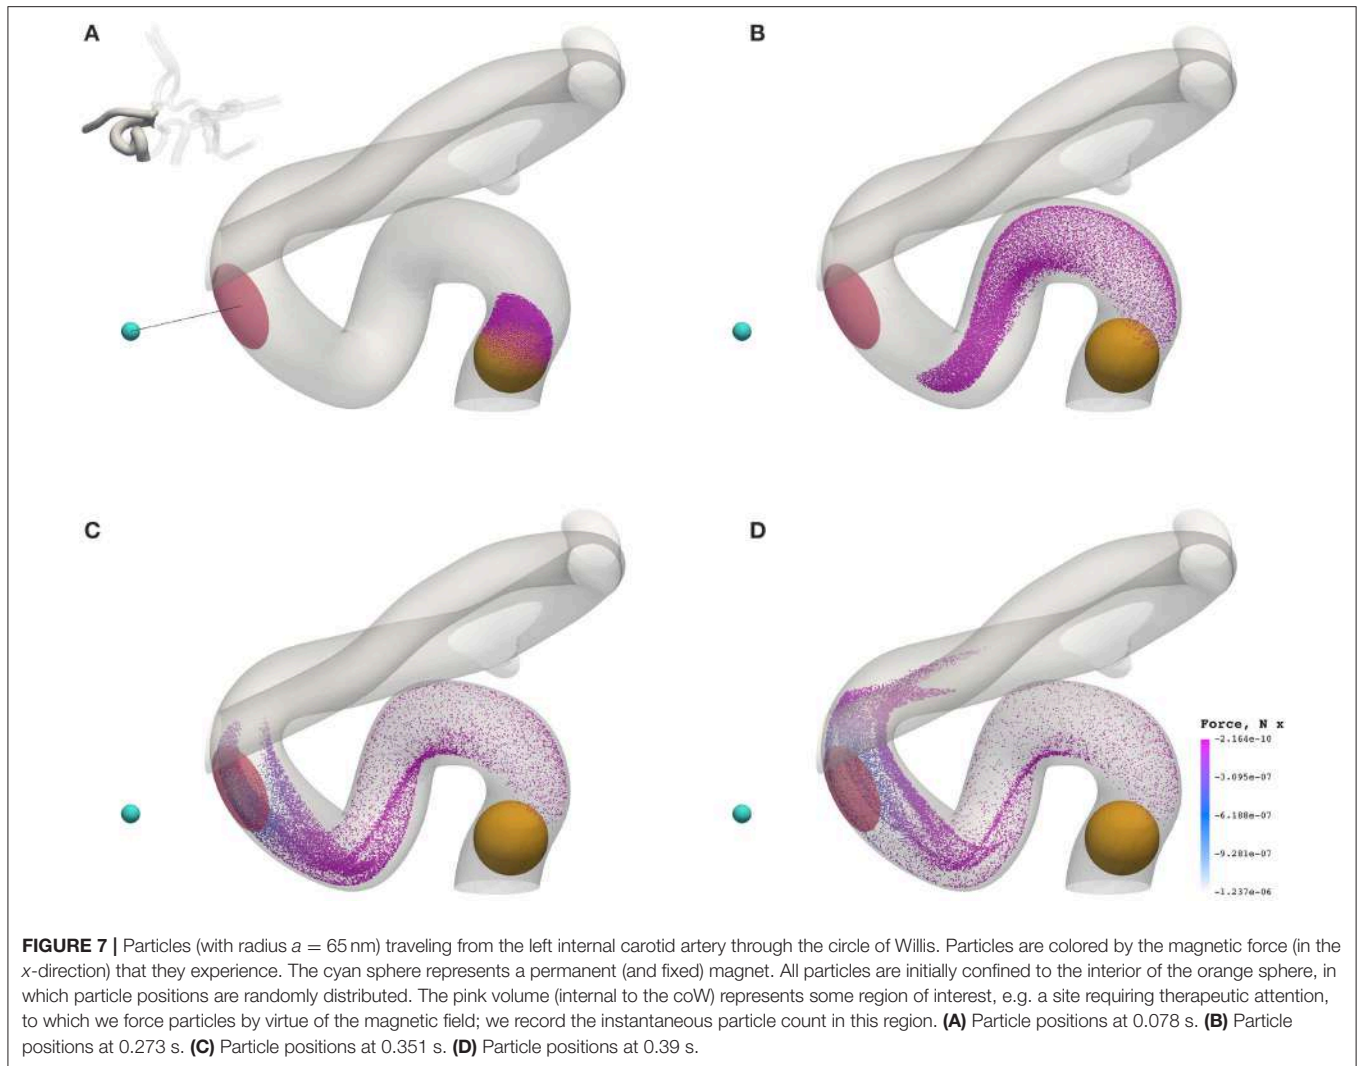 A
B
C
D
Force, N x
-2.164e-10
-3.095e-07
-6.188e-07
-9.281e-07
-1.237e-06
FIGURE 7 | Particles (with radius a = 65 nm) traveling from the left internal carotid artery through the circle of Willis. Particles are colored by the magnetic force (in the
x-direction) that they experience. The cyan sphere represents a permanent (and fixed) magnet. All particles are initially confined to the interior of the orange sphere, in
which particle positions are randomly distributed. The pink volume (internal to the coW) represents some region of interest, e.g. a site requiring therapeutic attention,
to which we force particles by virtue of the magnetic field; we record the instantaneous particle count in this region. (A) Particle positions at 0.078 s. (B) Particle
positions at 0.273 s. (C) Particle positions at 0.351 s. (D) Particle positions at 0.39 s.